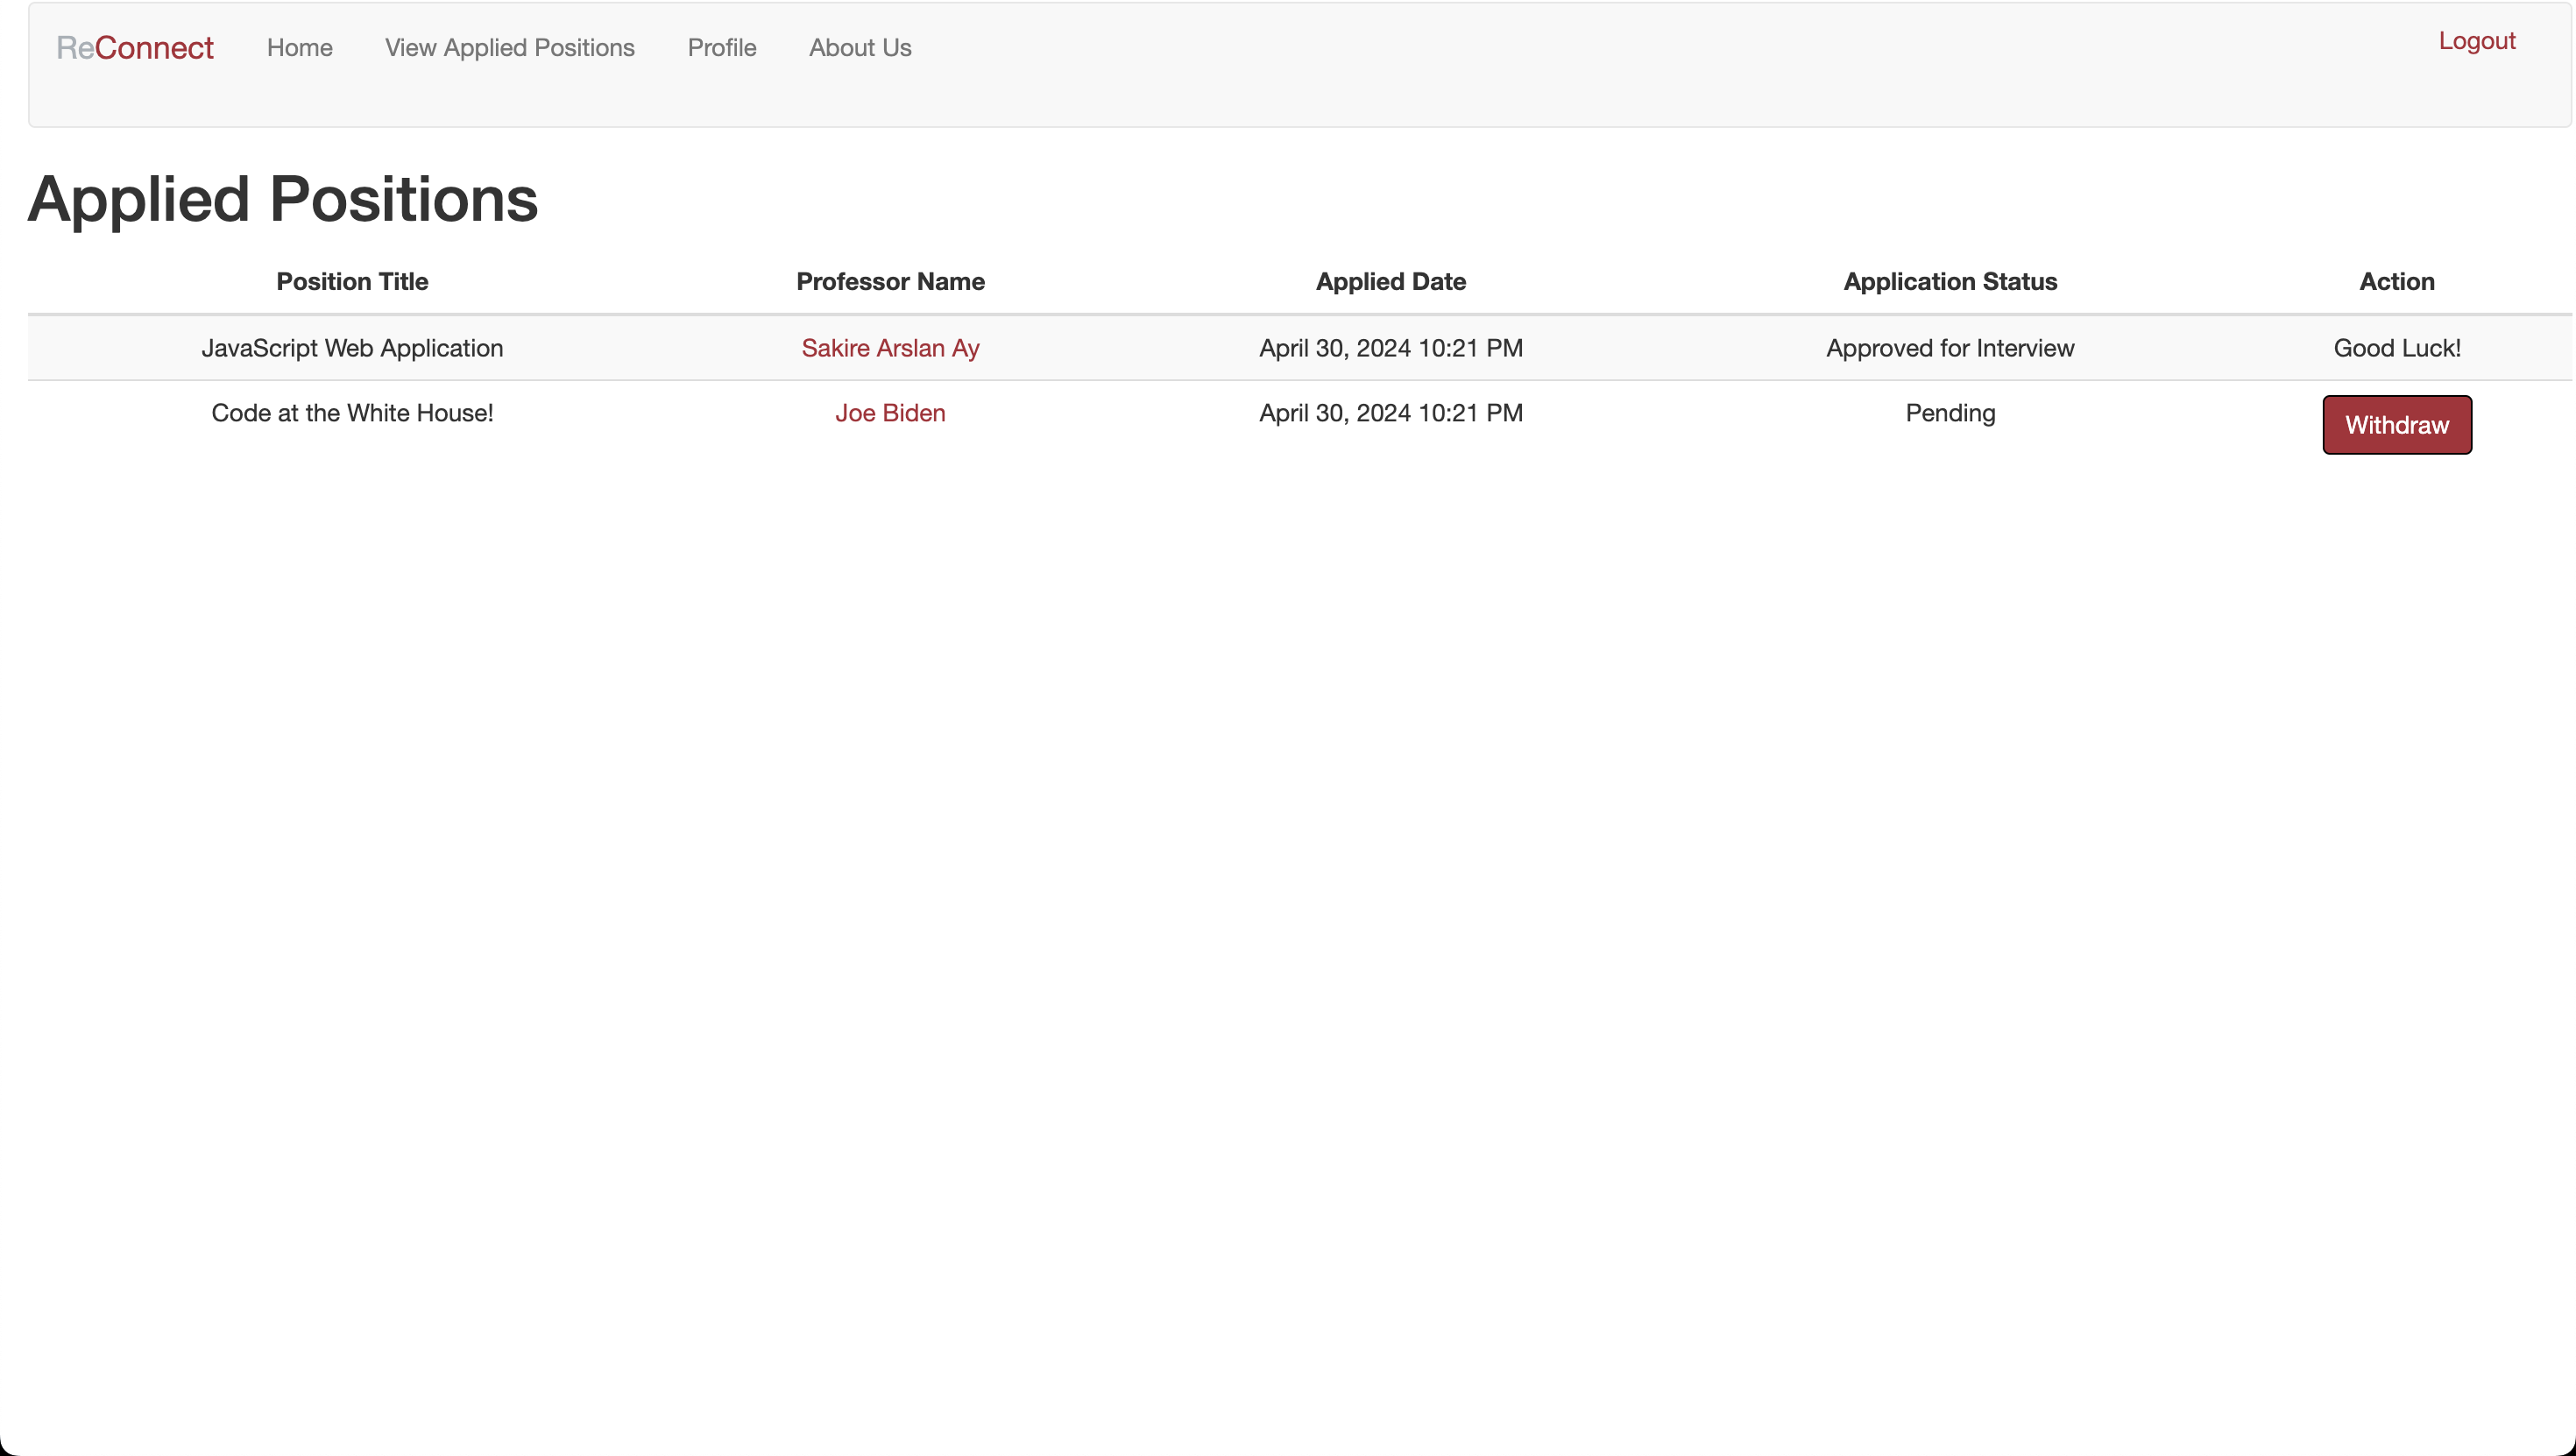 ReConnect Home View Applied Positions Profile About Us Logout
Applied Positions
Position Title Professor Name Applied Date Application Status Action
JavaScript Web Application Sakire Arslan Ay April 30, 2024 10:21 PM Approved for Interview Good Luck!
Code at the White House! Joe Biden April 30, 2024 10:21 PM Pending Withdraw